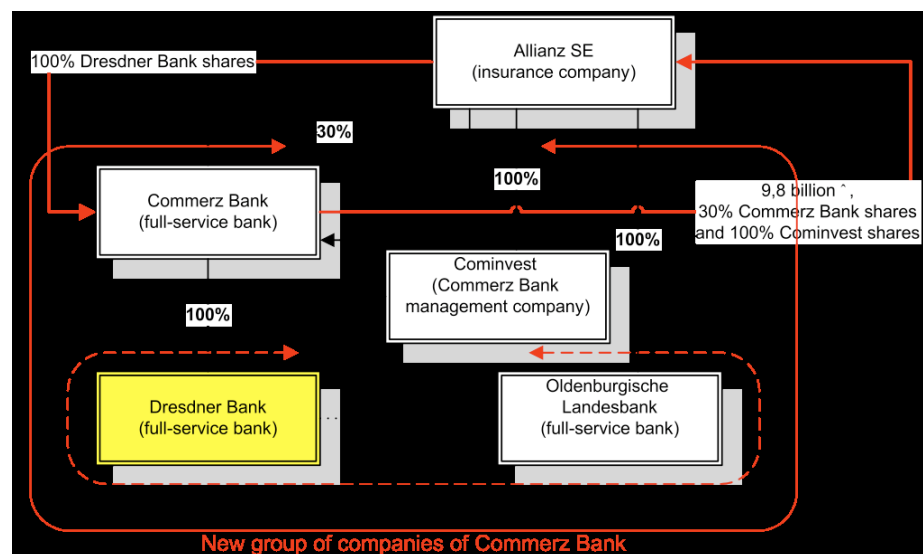 Allianz SE
(insurance company)
100% Dresdner Bank shares
30%
100%
Commerz Bank
(full-service bank)
9,8 billion ˆ ,
30% Commerz Bank shares
and 100% Cominvest shares
100%
Cominvest
(Commerz Bank
management company)
100%
Dresdner Bank
(full-service bank)
...
Oldenburgische
Landesbank
(full-service bank)
New group of companies of Commerz Bank